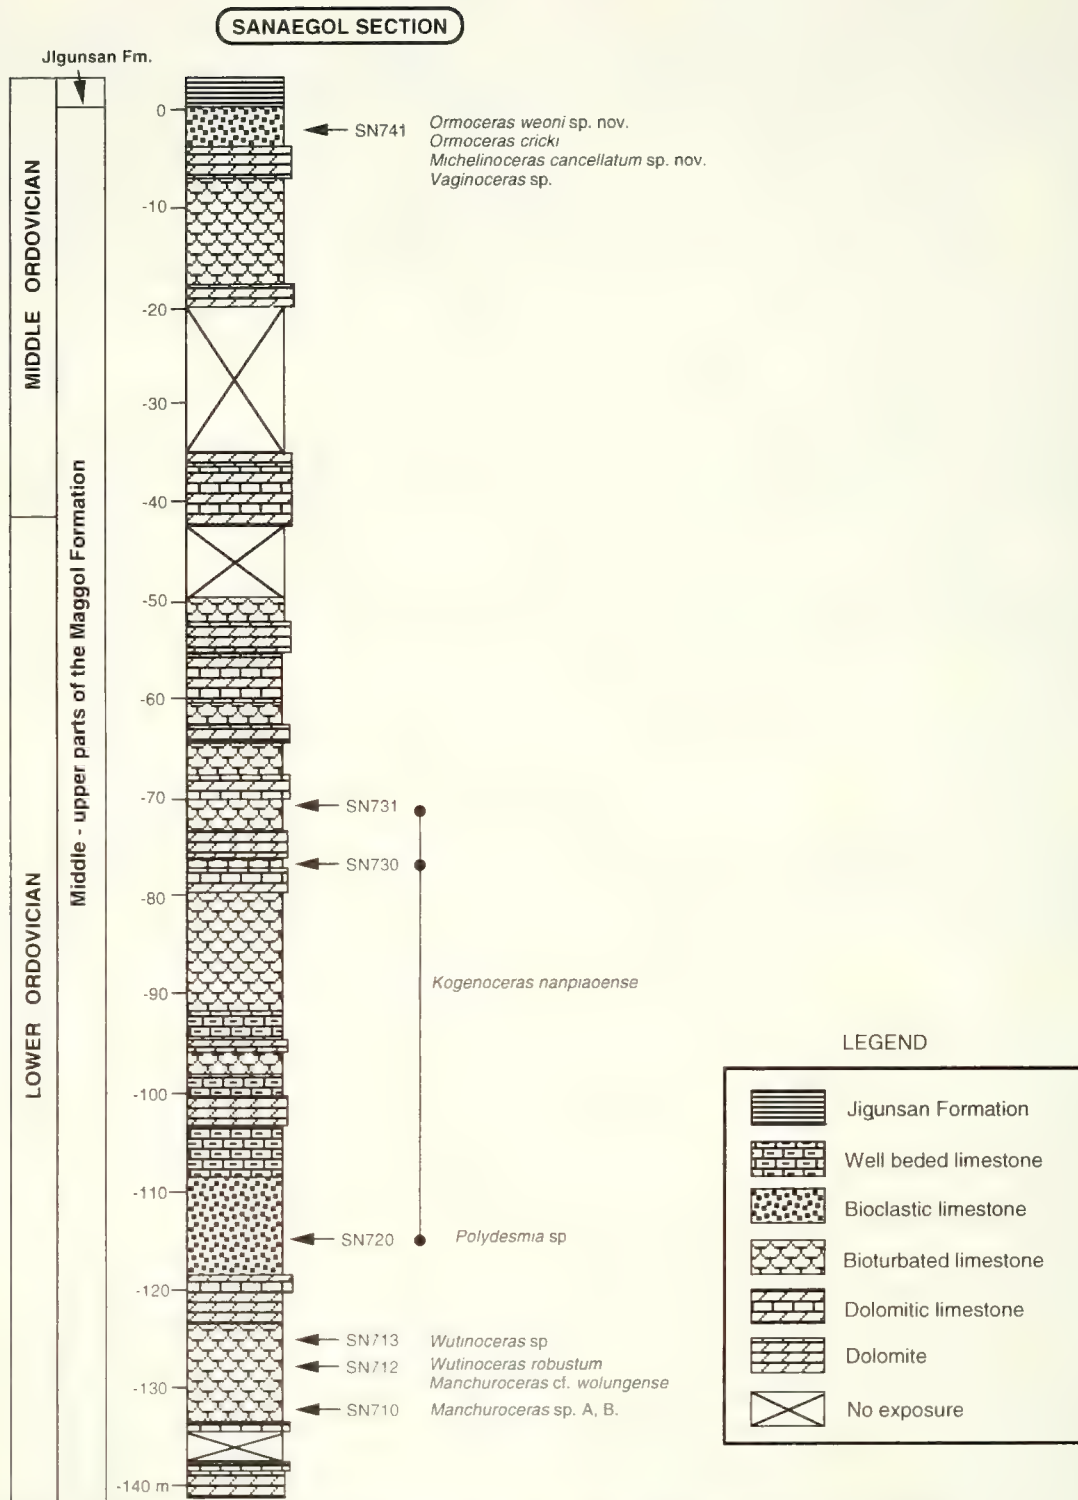 SANAEGOL SECTION
JIgunsan Fm.
MIDDLE ORDOVICIAN
LOWER ORDOVICIAN
Middle - upper parts of the Maggol Formation
0
-10
-20
-30
-40
-50
-60
-70
-80
-90
-100
-110
-120
-130
-140 m
SN741
Ormoceras weoni sp. nov.
Ormoceras cricki
Michelinoceras cancellatum sp. nov.
Vaginoceras sp.
SN731
SN730
Kogenoceras nanpiaoense
SN720
Polydesmia sp
SN713
Wutinoceras sp
SN712
Wutinoceras robustum
Manchuroceras cf. wolungense
SN710
Manchuroceras sp. A, B.
LEGEND
Jigunsan Formation
Well beded limestone
Bioclastic limestone
Bioturbated limestone
Dolomitic limestone
Dolomite
No exposure